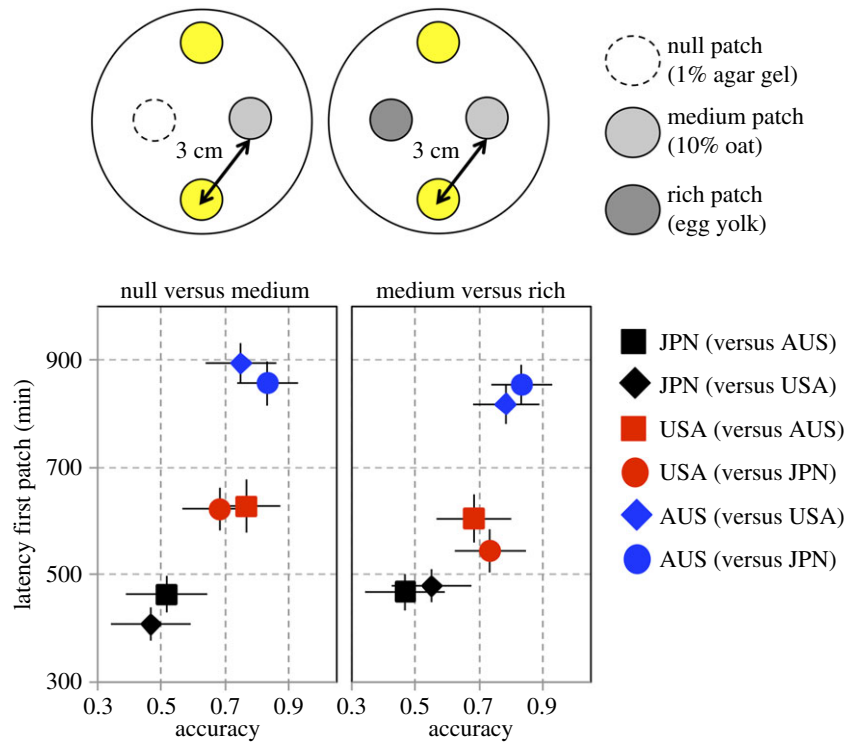 3 cm
3 cm
null patch
(1% agar gel)
medium patch
(10% oat)
rich patch
(egg yolk)
null versus medium
medium versus rich
latency first patch (min)
900
700
500
300
0.3 0.5 0.7 0.9
0.3 0.5 0.7 0.9
accuracy
accuracy
JPN (versus AUS)
JPN (versus USA)
USA (versus AUS)
USA (versus JPN)
AUS (versus USA)
AUS (versus JPN)